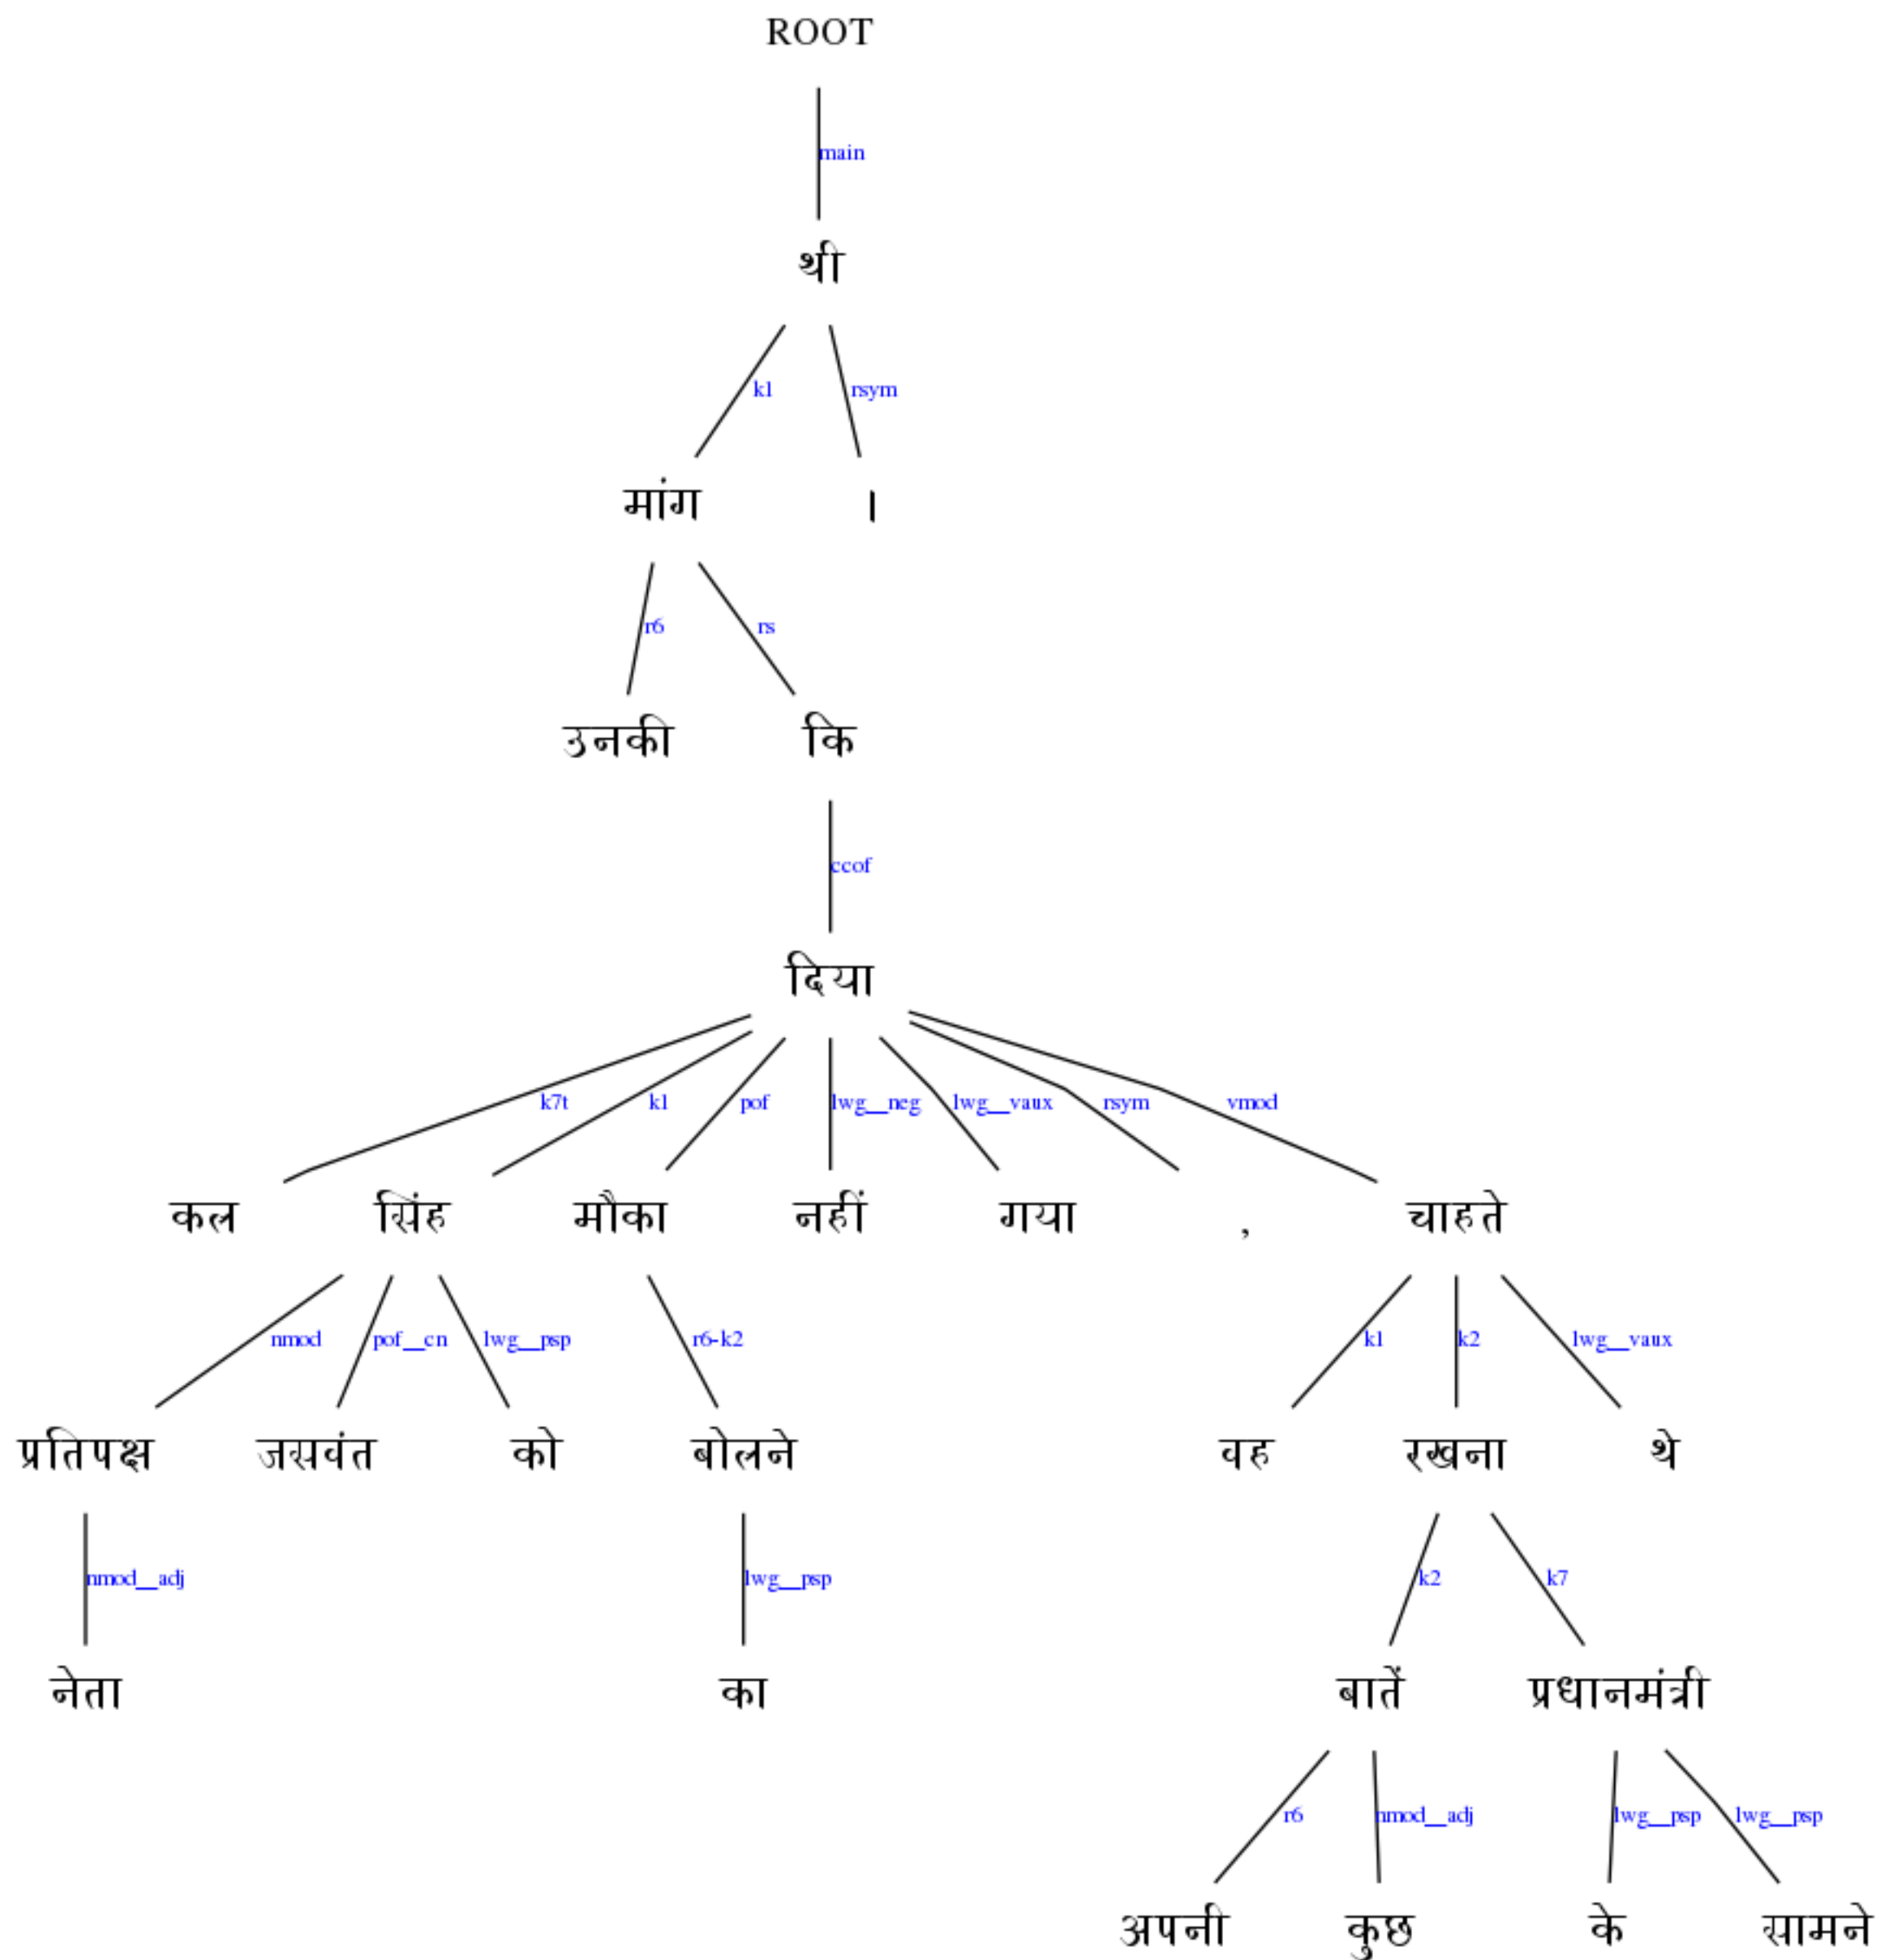 ROOT
main
थी
k1 rsym
मांग ।
r6 rs
उनकी कि
ccof
दिया
k7t k1 pof lwg__neg lwg__vaux rsym vmod
कल सिंह मौका नहीं गया , चाहते
nmod pof__cn lwg__psp r6-k2 k1 k2 lwg__vaux
प्रतिपक्ष जसवंत को बोलने वह रखना थे
nmod__adj lwg__psp k2 k7
नेता का बातें प्रधानमंत्री
r6 nmod__adj lwg__psp lwg__psp
अपनी कुछ के सामने